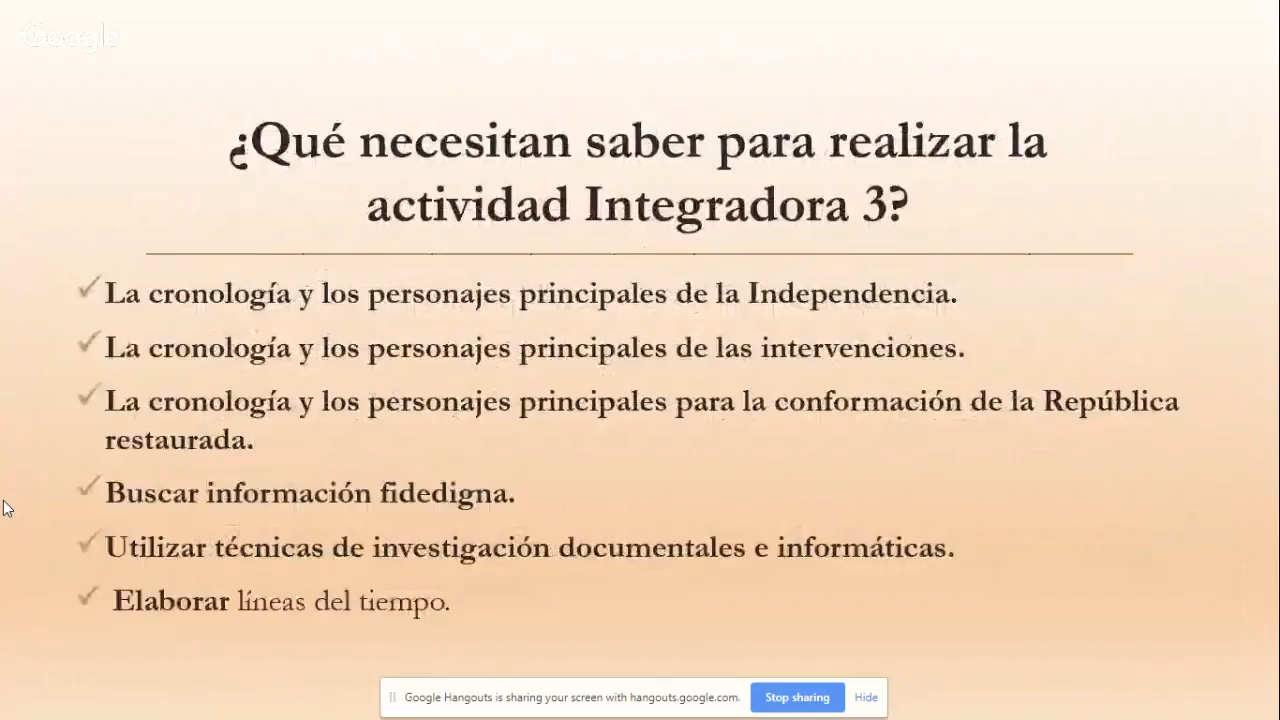 Google
¿Qué necesitan saber para realizar la
actividad Integradora 3?
✓La cronología y los personajes principales de la Independencia.
✓La cronología y los personajes principales de las intervenciones.
✓La cronología y los personajes principales para la conformación de la República
restaurada.
✓Buscar información fidedigna.
✓Utilizar técnicas de investigación documentales e informáticas.
✓ Elaborar líneas del tiempo.
Google Hangouts is sharing your screen with hangouts.google.com. Stop sharing Hide